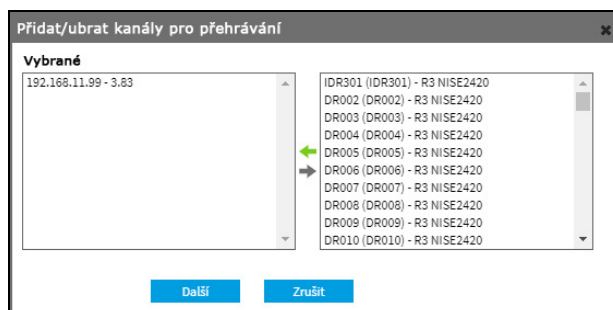 Přidat/ubrat kanály pro přehrávání
Vybrané
192.168.11.99 - 3.83
IDR301 (IDR301) - R3 NISE2420
DR002 (DR002) - R3 NISE2420
DR003 (DR003) - R3 NISE2420
DR004 (DR004) - R3 NISE2420
DR005 (DR005) - R3 NISE2420
DR006 (DR006) - R3 NISE2420
DR007 (DR007) - R3 NISE2420
DR008 (DR008) - R3 NISE2420
DR009 (DR009) - R3 NISE2420
DR010 (DR010) - R3 NISE2420
Další
Zrušit